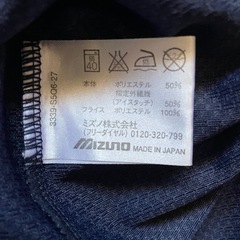 40
本体 ポリエステル 50%
指定外繊維
(アイスタッチ) 50%
フライス ポリエステル 100%
ミズノ株式会社
(フリーダイヤル) 0120-320-799
MIZUNO
MADE IN JAPAN
3339-S506-27